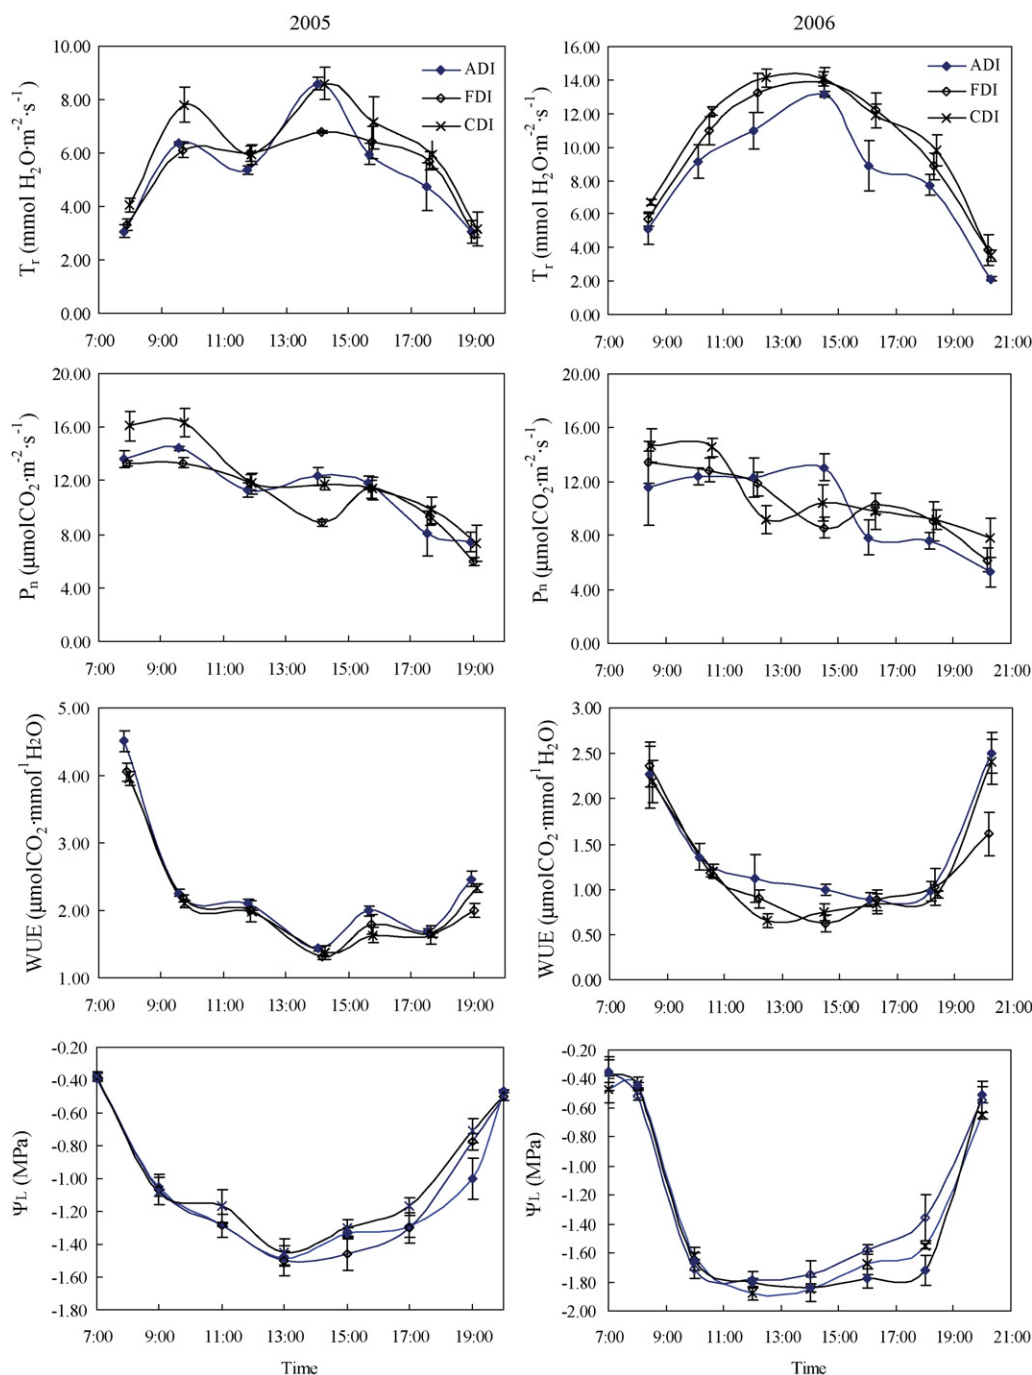 2005
2006
10.00
8.00
6.00
4.00
2.00
0.00
Tr (mmol H2O·m-2·s-1)
ADI
FDI
CDI
7:00 9:00 11:00 13:00 15:00 17:00 19:00
16.00
14.00
12.00
10.00
8.00
6.00
4.00
2.00
0.00
Tr (mmol H2O·m-2·s-1)
ADI
FDI
CDI
7:00 9:00 11:00 13:00 15:00 17:00 19:00 21:00
20.00
16.00
12.00
8.00
4.00
0.00
Pn (μmolCO2·m-2·s-1)
7:00 9:00 11:00 13:00 15:00 17:00 19:00
20.00
16.00
12.00
8.00
4.00
0.00
Pn (μmolCO2·m-2·s-1)
7:00 9:00 11:00 13:00 15:00 17:00 19:00 21:00
5.00
4.00
3.00
2.00
1.00
WUE (μmolCO2·mmol1H2O)
7:00 9:00 11:00 13:00 15:00 17:00 19:00
3.00
2.50
2.00
1.50
1.00
0.50
0.00
WUE (μmolCO2·mmol1H2O)
7:00 9:00 11:00 13:00 15:00 17:00 19:00 21:00
-0.20
-0.40
-0.60
-0.80
-1.00
-1.20
-1.40
-1.60
-1.80
ΨL (MPa)
7:00 9:00 11:00 13:00 15:00 17:00 19:00
Time
-0.20
-0.40
-0.60
-0.80
-1.00
-1.20
-1.40
-1.60
-1.80
-2.00
ΨL (MPa)
7:00 9:00 11:00 13:00 15:00 17:00 19:00 21:00
Time